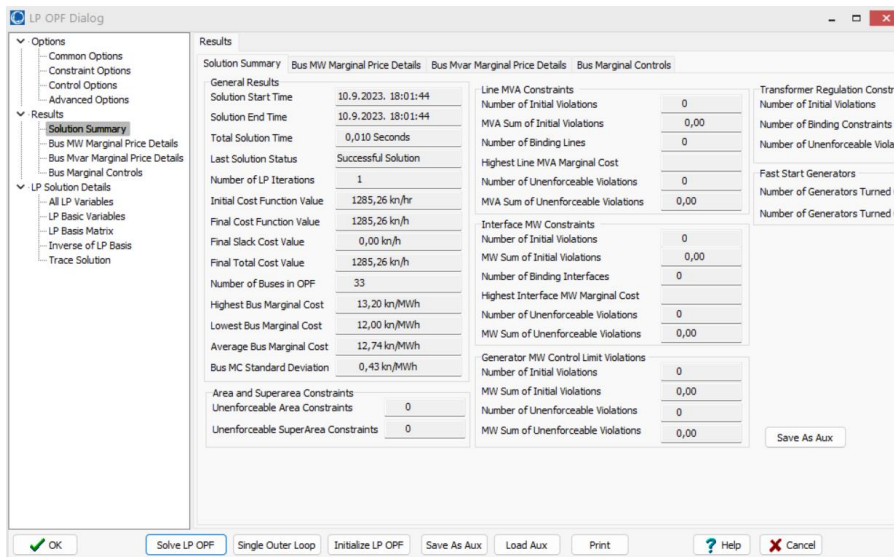 LP OPF Dialog
Options
Common Options
Constraint Options
Control Options
Advanced Options
Results
Solution Summary
Bus MW Marginal Price Details
Bus Mvar Marginal Price Details
Bus Marginal Controls
LP Solution Details
All LP Variables
LP Basic Variables
LP Basis Matrix
Inverse of LP Basis
Trace Solution
Results
Solution Summary Bus MW Marginal Price Details Bus Mvar Marginal Price Details Bus Marginal Controls
General Results
Solution Start Time 10.9.2023. 18:01:44
Solution End Time 10.9.2023. 18:01:44
Total Solution Time 0,010 Seconds
Last Solution Status Successful Solution
Number of LP Iterations 1
Initial Cost Function Value 1285,26 kn/hr
Final Cost Function Value 1285,26 kn/h
Final Slack Cost Value 0,00 kn/h
Final Total Cost Value 1285,26 kn/h
Number of Buses in OPF 33
Highest Bus Marginal Cost 13,20 kn/MWh
Lowest Bus Marginal Cost 12,00 kn/MWh
Average Bus Marginal Cost 12,74 kn/MWh
Bus MC Standard Deviation 0,43 kn/MWh
Area and Superarea Constraints
Unenforceable Area Constraints 0
Unenforceable SuperArea Constraints 0
Line MVA Constraints
Number of Initial Violations 0
MVA Sum of Initial Violations 0,00
Number of Binding Lines 0
Highest Line MVA Marginal Cost
Number of Unenforceable Violations 0
MVA Sum of Unenforceable Violations 0,00
Interface MW Constraints
Number of Initial Violations 0
MW Sum of Initial Violations 0,00
Number of Binding Interfaces 0
Highest Interface MW Marginal Cost
Number of Unenforceable Violations 0
MW Sum of Unenforceable Violations 0,00
Generator MW Control Limit Violations
Number of Initial Violations 0
MW Sum of Initial Violations 0,00
Number of Unenforceable Violations 0
MW Sum of Unenforceable Violations 0,00
Transformer Regulation Constr
Number of Initial Violations
Number of Binding Constraints
Number of Unenforceable Viola
Fast Start Generators
Number of Generators Turned
Number of Generators Turned
Save As Aux
OK Solve LP OPF Single Outer Loop Initialize LP OPF Save As Aux Load Aux Print ? Help Cancel